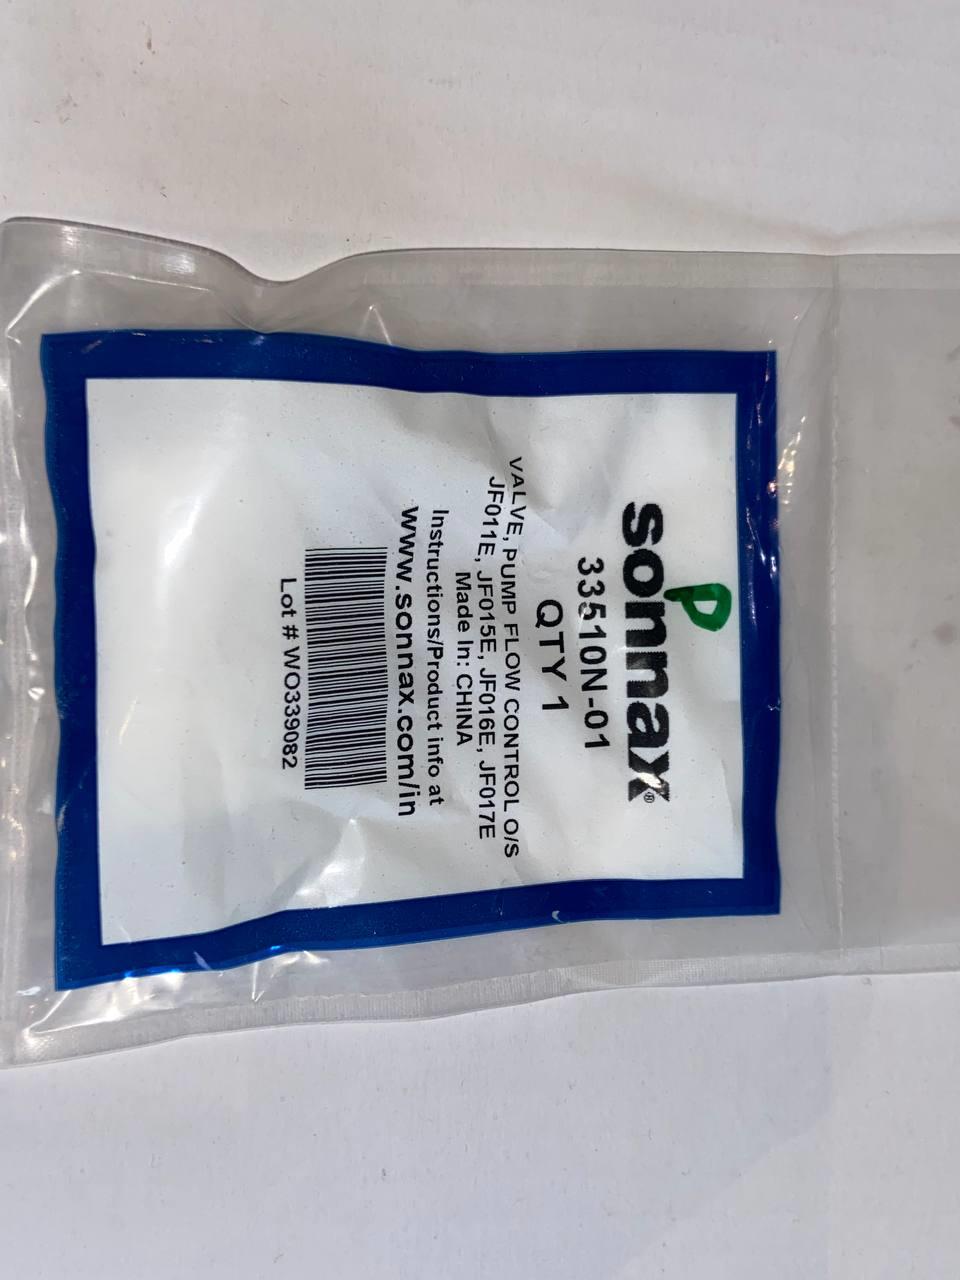 P
sonnax®
33510N-01
QTY 1
VALVE, PUMP FLOW CONTROL O/S
JF011E, JF015E, JF016E, JF017E
Made In: CHINA
Instructions/Product info at
www.sonnax.com/in
Lot # WO339082